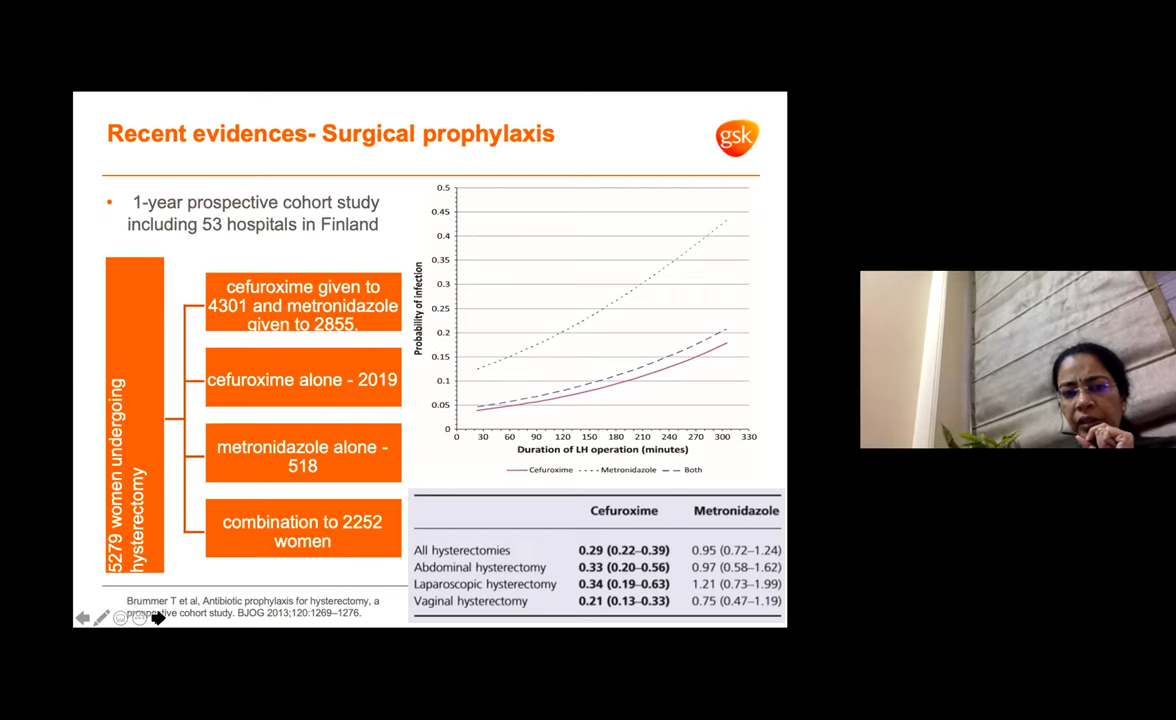 Recent evidences- Surgical prophylaxis
gsk
• 1-year prospective cohort study
including 53 hospitals in Finland
5279 women undergoing
hysterectomy
cefuroxime given to
4301 and metronidazole
given to 2855.
cefuroxime alone - 2019
metronidazole alone -
518
combination to 2252
women
Probability of infection
0.5
0.45
0.4
0.35
0.3
0.25
0.2
0.15
0.1
0.05
0
0 30 60 90 120 150 180 210 240 270 300 330
Duration of LH operation (minutes)
Cefuroxime Metronidazole Both
Cefuroxime Metronidazole
All hysterectomies 0.29 (0.22–0.39) 0.95 (0.72–1.24)
Abdominal hysterectomy 0.33 (0.20–0.56) 0.97 (0.58–1.62)
Laparoscopic hysterectomy 0.34 (0.19–0.63) 1.21 (0.73–1.99)
Vaginal hysterectomy 0.21 (0.13–0.33) 0.75 (0.47–1.19)
Brummer T et al, Antibiotic prophylaxis for hysterectomy, a
prospective cohort study. BJOG 2013;120:1269–1276.